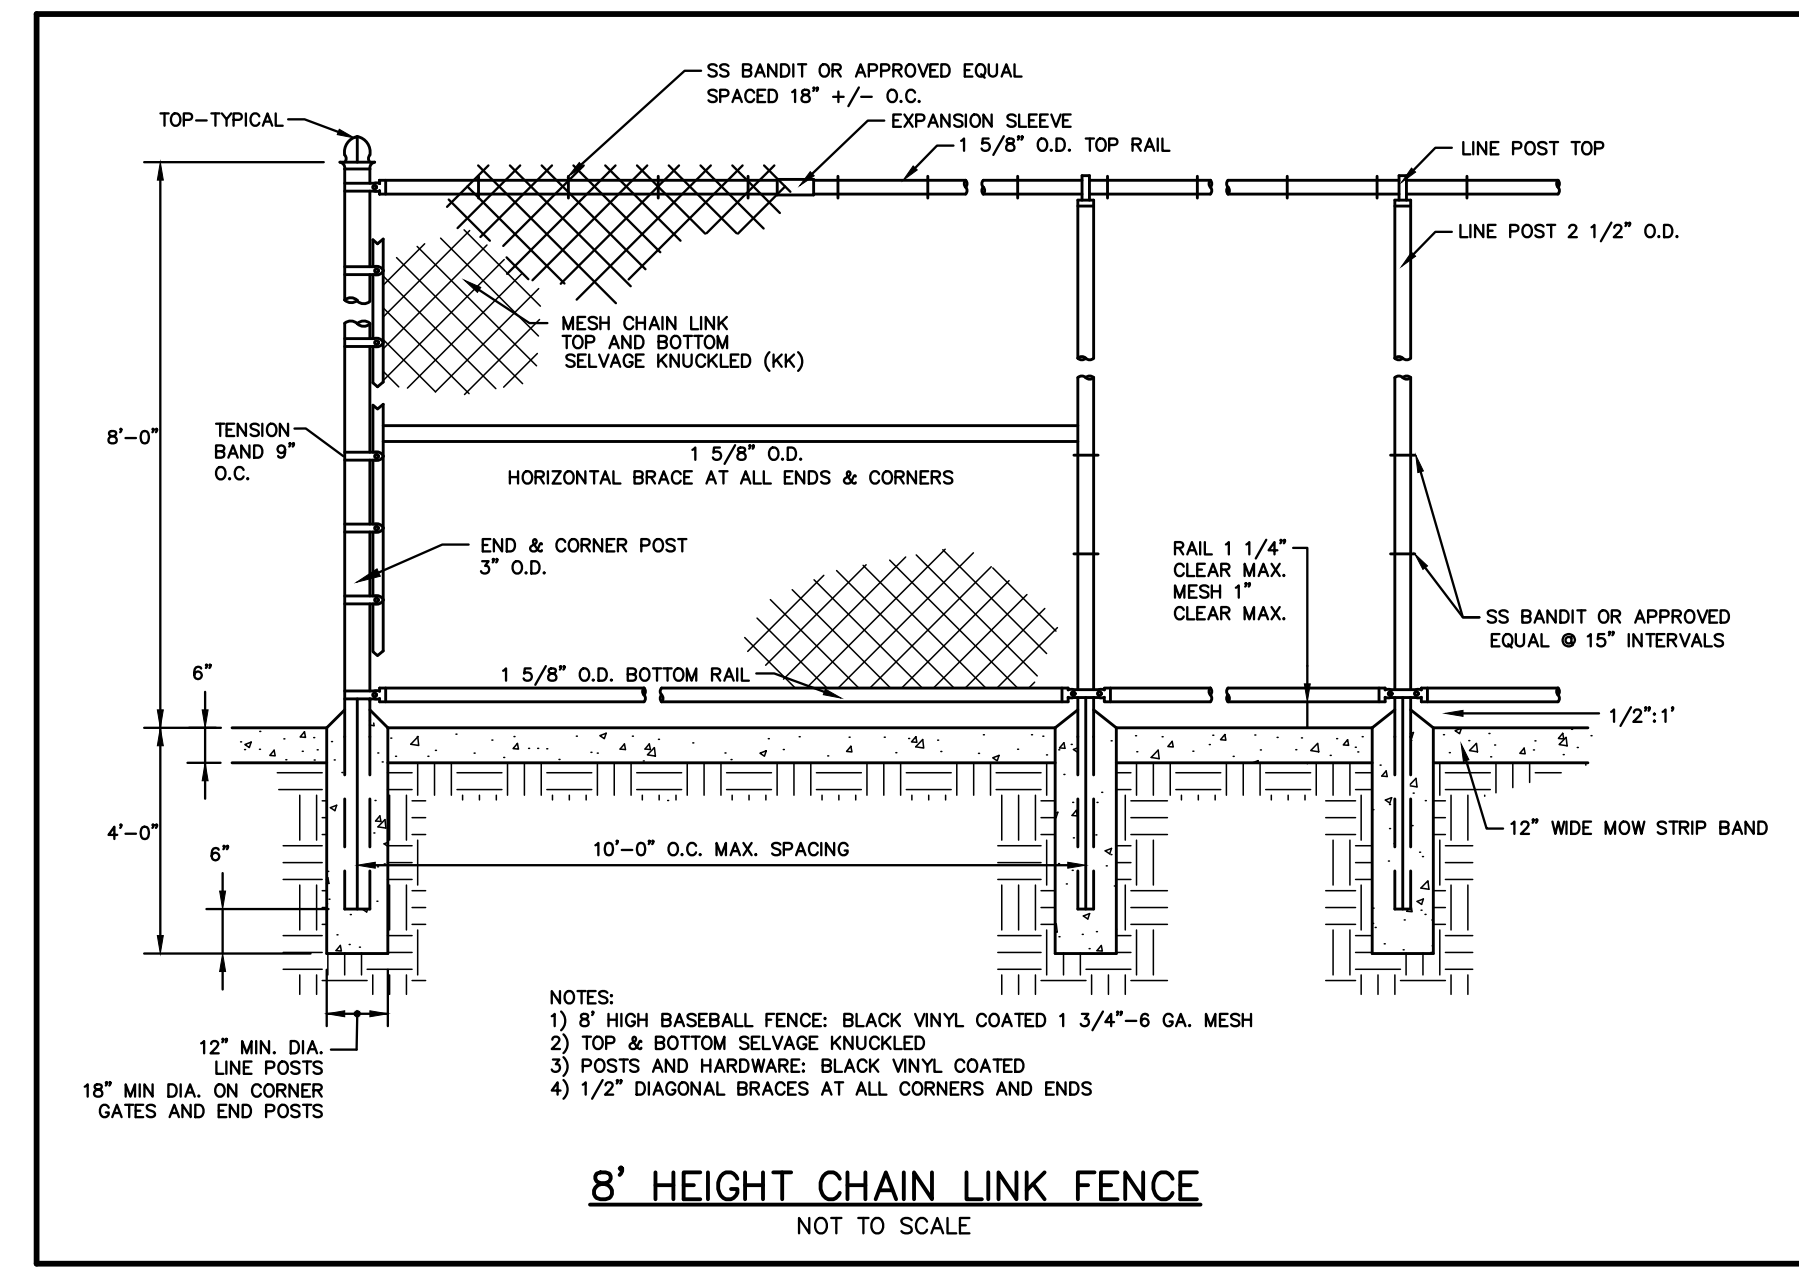 SS BANDIT OR APPROVED EQUAL
SPACED 18" +/- O.C.
TOP-TYPICAL
EXPANSION SLEEVE
1 5/8" O.D. TOP RAIL
LINE POST TOP
LINE POST 2 1/2" O.D.
MESH CHAIN LINK
TOP AND BOTTOM
SELVAGE KNUCKLED (KK)
8'-0"
TENSION
BAND 9"
O.C.
1 5/8" O.D.
HORIZONTAL BRACE AT ALL ENDS & CORNERS
END & CORNER POST
3" O.D.
RAIL 1 1/4"
CLEAR MAX.
MESH 1"
CLEAR MAX.
SS BANDIT OR APPROVED
EQUAL @ 15" INTERVALS
6"
1 5/8" O.D. BOTTOM RAIL
1/2":1'
4'-0"
6"
10'-0" O.C. MAX. SPACING
12" WIDE MOW STRIP BAND
12" MIN. DIA.
LINE POSTS
18" MIN DIA. ON CORNER
GATES AND END POSTS
NOTES:
1) 8' HIGH BASEBALL FENCE: BLACK VINYL COATED 1 3/4"-6 GA. MESH
2) TOP & BOTTOM SELVAGE KNUCKLED
3) POSTS AND HARDWARE: BLACK VINYL COATED
4) 1/2" DIAGONAL BRACES AT ALL CORNERS AND ENDS
8' HEIGHT CHAIN LINK FENCE
NOT TO SCALE